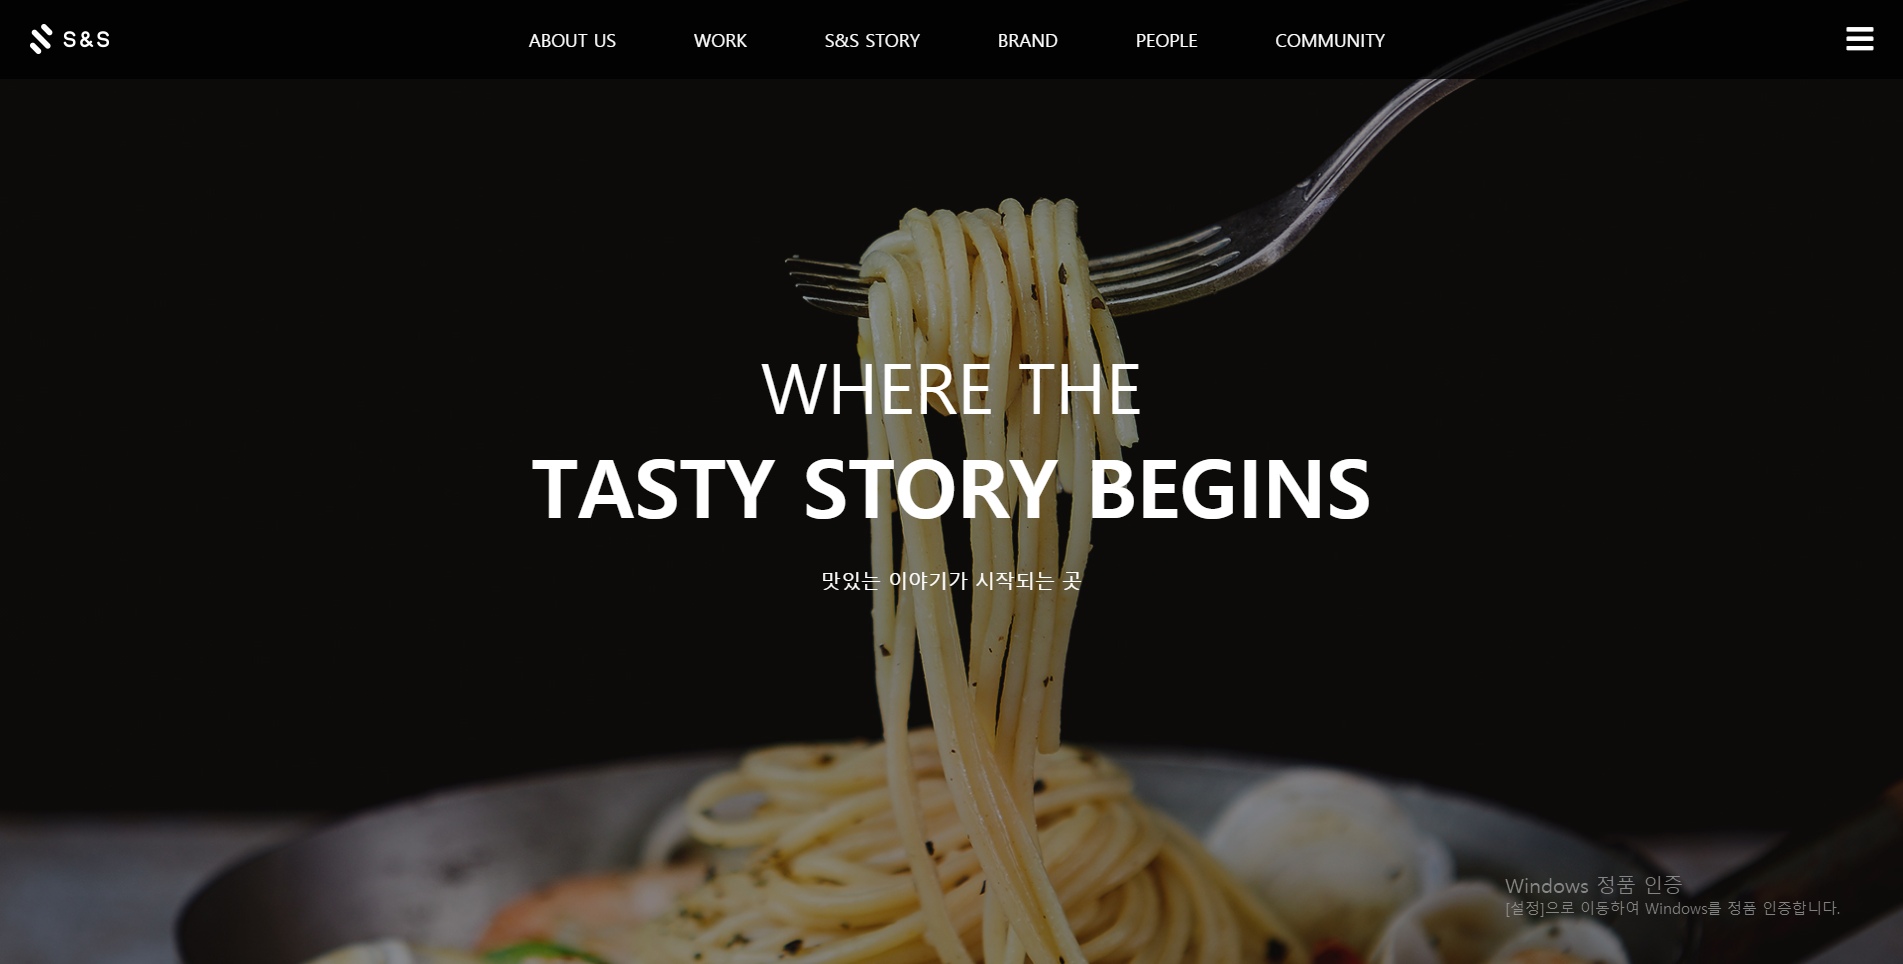 S&S
ABOUT US
WORK
S&S STORY
BRAND
PEOPLE
COMMUNITY
WHERE THE
TASTY STORY BEGINS
맛있는 이야기가 시작되는 곳
Windows 정품 인증
[설정]으로 이동하여 Windows를 정품 인증합니다.